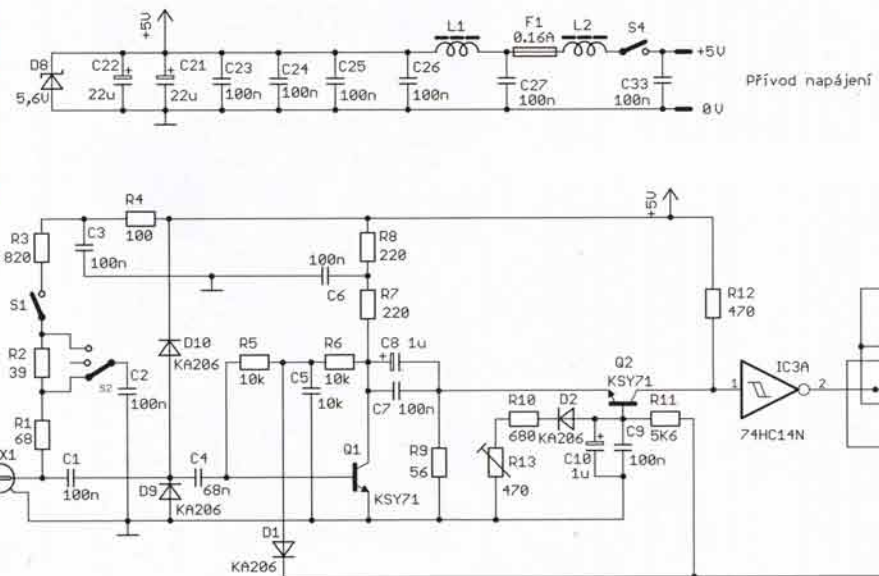 +5V
L1
F1
0.16A
L2
S4
+5V
D8
5,6V
C22
22u
C21
22u
C23
100n
C24
100n
C25
100n
C26
100n
C27
100n
C33
100n
0V
Přívod napájení
R4
100
+5V
R3
820
C3
100n
100n
C6
R8
220
R7
220
R12
470
S1
R2
39
S2
C2
100n
D10
KA206
R5
10k
C5
10k
R6
10k
C8 1u
C7 100n
Q2
KSY71
IC3A
1
2
74HC14N
R10
680
D2
KA206
R11
5K6
C9
100n
C10
1u
R1
68
X1
C1
100n
C4
68n
D9
KA206
Q1
KSY71
R9
56
R13
470
D1
KA206